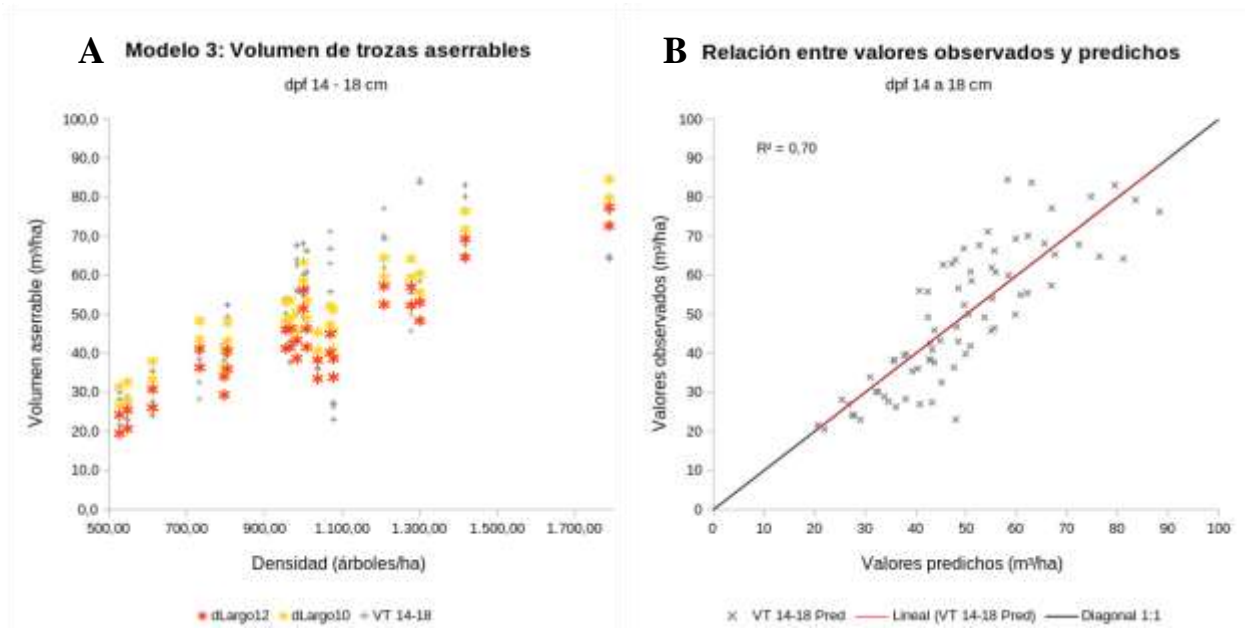 A Modelo 3: Volumen de trozas aserrables
dpf 14 - 18 cm
Volumen aserrable (m³/ha)
100,0
90,0
80,0
70,0
60,0
50,0
40,0
30,0
20,0
10,0
0,0
500,00 700,00 900,00 1.100,00 1.300,00 1.500,00 1.700,00
Densidad (árboles/ha)
dLargo12 dLargo10 VT 14-18
B Relación entre valores observados y predichos
dpf 14 a 18 cm
R² = 0,70
Valores observados (m³/ha)
100
90
80
70
60
50
40
30
20
10
0
0 10 20 30 40 50 60 70 80 90 100
Valores predichos (m³/ha)
VT 14-18 Pred Lineal (VT 14-18 Pred) Diagonal 1:1